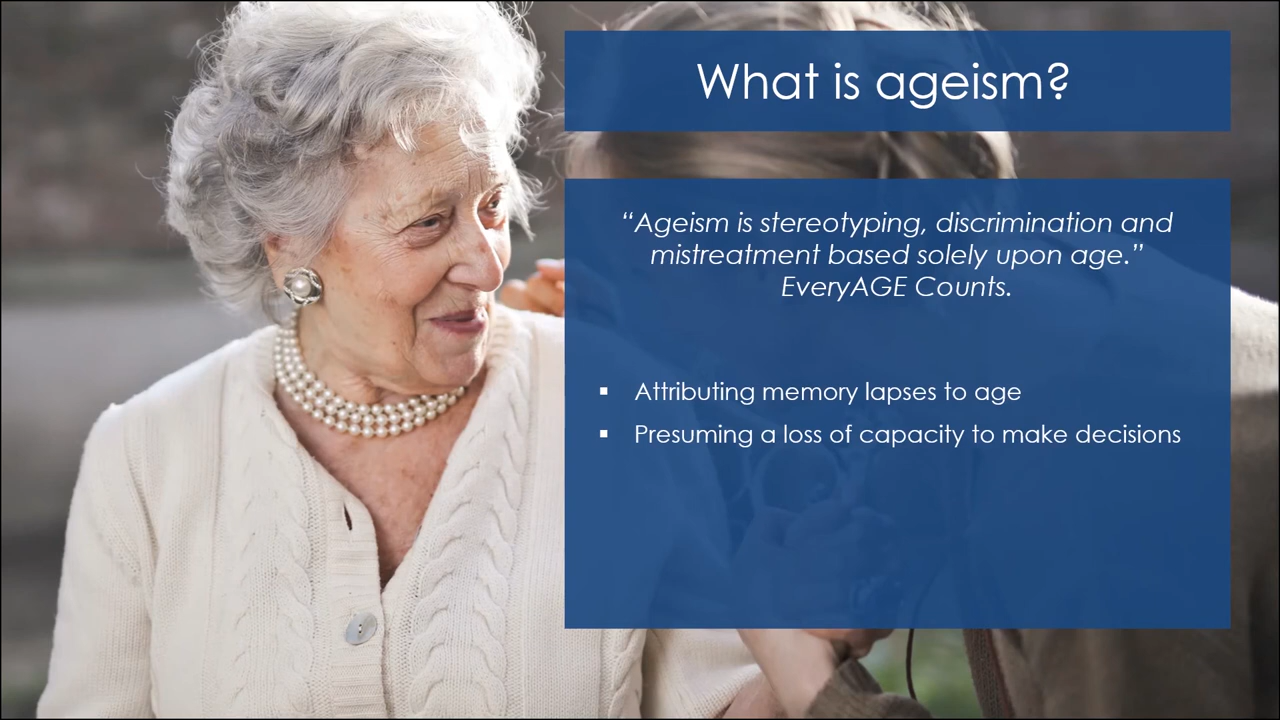 What is ageism?
“Ageism is stereotyping, discrimination and
mistreatment based solely upon age.”
EveryAGE Counts.
▪ Attributing memory lapses to age
▪ Presuming a loss of capacity to make decisions